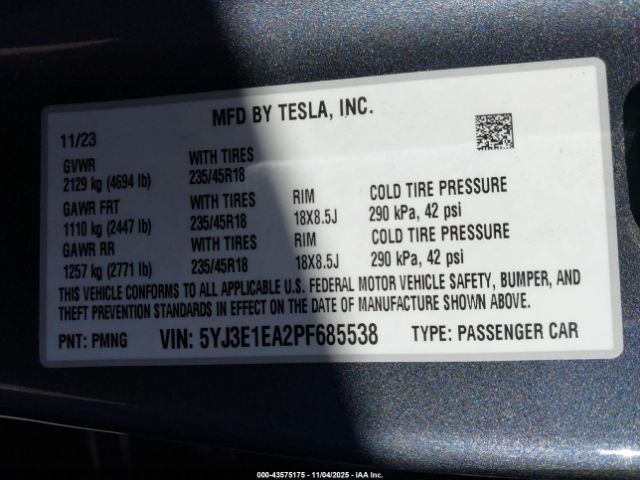 MFD BY TESLA, INC.
11/23
GVWR WITH TIRES
2129 kg (4694 lb) 235/45R18
GAWR FRT WITH TIRES RIM COLD TIRE PRESSURE
1110 kg (2447 lb) 235/45R18 18X8.5J 290 kPa, 42 psi
GAWR RR WITH TIRES RIM COLD TIRE PRESSURE
1257 kg (2771 lb) 235/45R18 18X8.5J 290 kPa, 42 psi
THIS VEHICLE CONFORMS TO ALL APPLICABLE U.S. FEDERAL MOTOR VEHICLE SAFETY, BUMPER, AND
THEFT PREVENTION STANDARDS IN EFFECT ON THE DATE OF MANUFACTURE SHOWN ABOVE.
PNT: PMNG VIN: 5YJ3E1EA2PF685538 TYPE: PASSENGER CAR
000-43575175 - 11/04/2025 - IAA Inc.